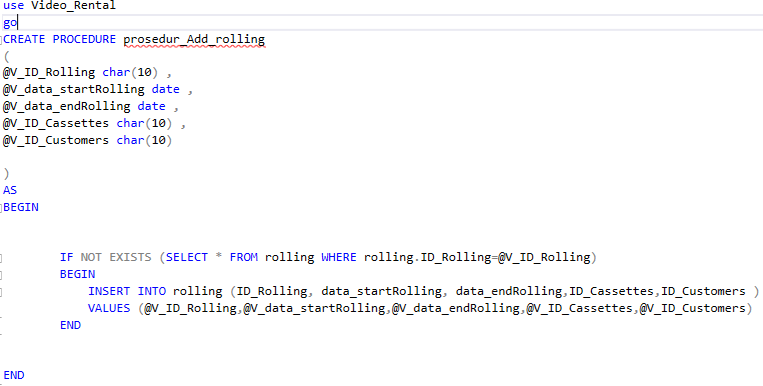 use Video_Rental
go
CREATE PROCEDURE prosedur_Add_rolling
(
@V_ID_Rolling char(10) ,
@V_data_startRolling date ,
@V_data_endRolling date ,
@V_ID_Cassettes char(10) ,
@V_ID_Customers char(10)
)
AS
BEGIN
IF NOT EXISTS (SELECT * FROM rolling WHERE rolling.ID_Rolling=@V_ID_Rolling)
BEGIN
INSERT INTO rolling (ID_Rolling, data_startRolling, data_endRolling,ID_Cassettes,ID_Customers )
VALUES (@V_ID_Rolling,@V_data_startRolling,@V_data_endRolling,@V_ID_Cassettes,@V_ID_Customers)
END
END